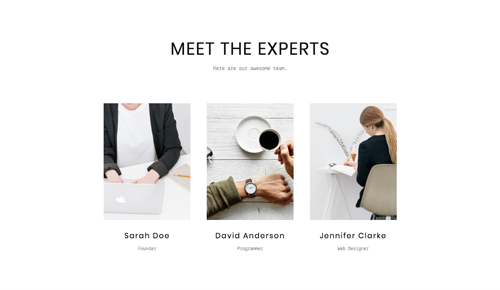 MEET THE EXPERTS
Here are our awesome team.
Sarah Doe
David Anderson
Jennifer Clarke
Founder
Programmer
Web Designer